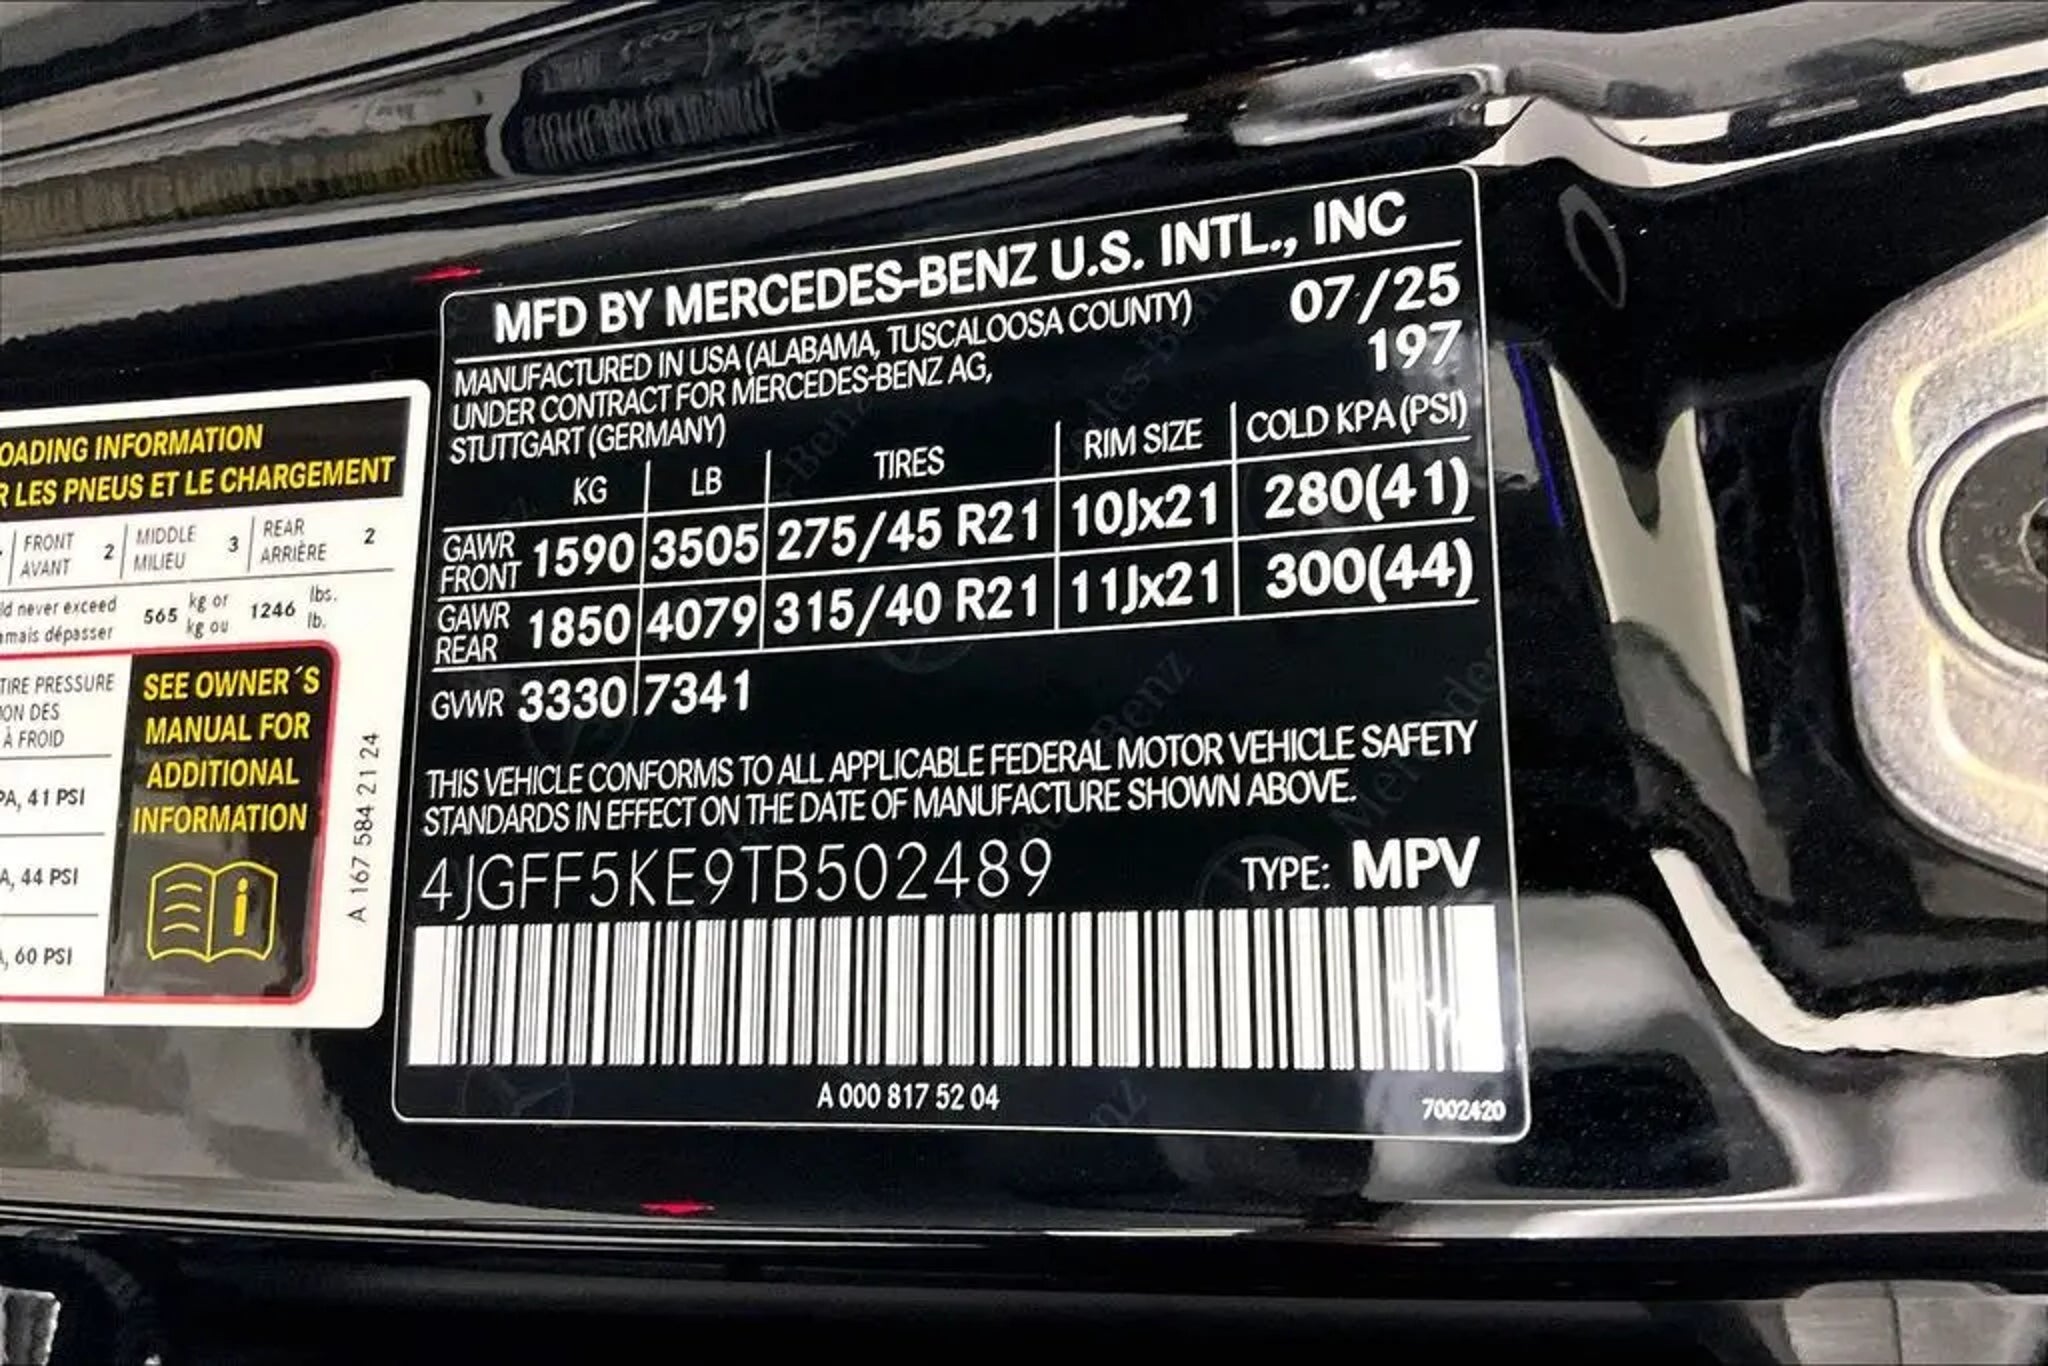 OADING INFORMATION
R LES PNEUS ET LE CHARGEMENT
FRONT AVANT 2 MIDDLE MILIEU 3 REAR ARRIÈRE 2
ld never exceed 565 kg or 1246 lbs.
amais dépasser kg ou lb.
TIRE PRESSURE
ON DES
À FROID
PA, 41 PSI
A, 44 PSI
A, 60 PSI
SEE OWNER´S
MANUAL FOR
ADDITIONAL
INFORMATION
A 167 584 21 24
MFD BY MERCEDES-BENZ U.S. INTL., INC
MANUFACTURED IN USA (ALABAMA, TUSCALOOSA COUNTY) 07/25
UNDER CONTRACT FOR MERCEDES-BENZ AG, 197
STUTTGART (GERMANY)
KG LB TIRES RIM SIZE COLD KPA (PSI)
GAWR FRONT 1590 3505 275/45 R21 10Jx21 280(41)
GAWR REAR 1850 4079 315/40 R21 11Jx21 300(44)
GVWR 3330 7341
THIS VEHICLE CONFORMS TO ALL APPLICABLE FEDERAL MOTOR VEHICLE SAFETY
STANDARDS IN EFFECT ON THE DATE OF MANUFACTURE SHOWN ABOVE.
4JGFF5KE9TB502489 TYPE: MPV
A 000 817 52 04
7002420